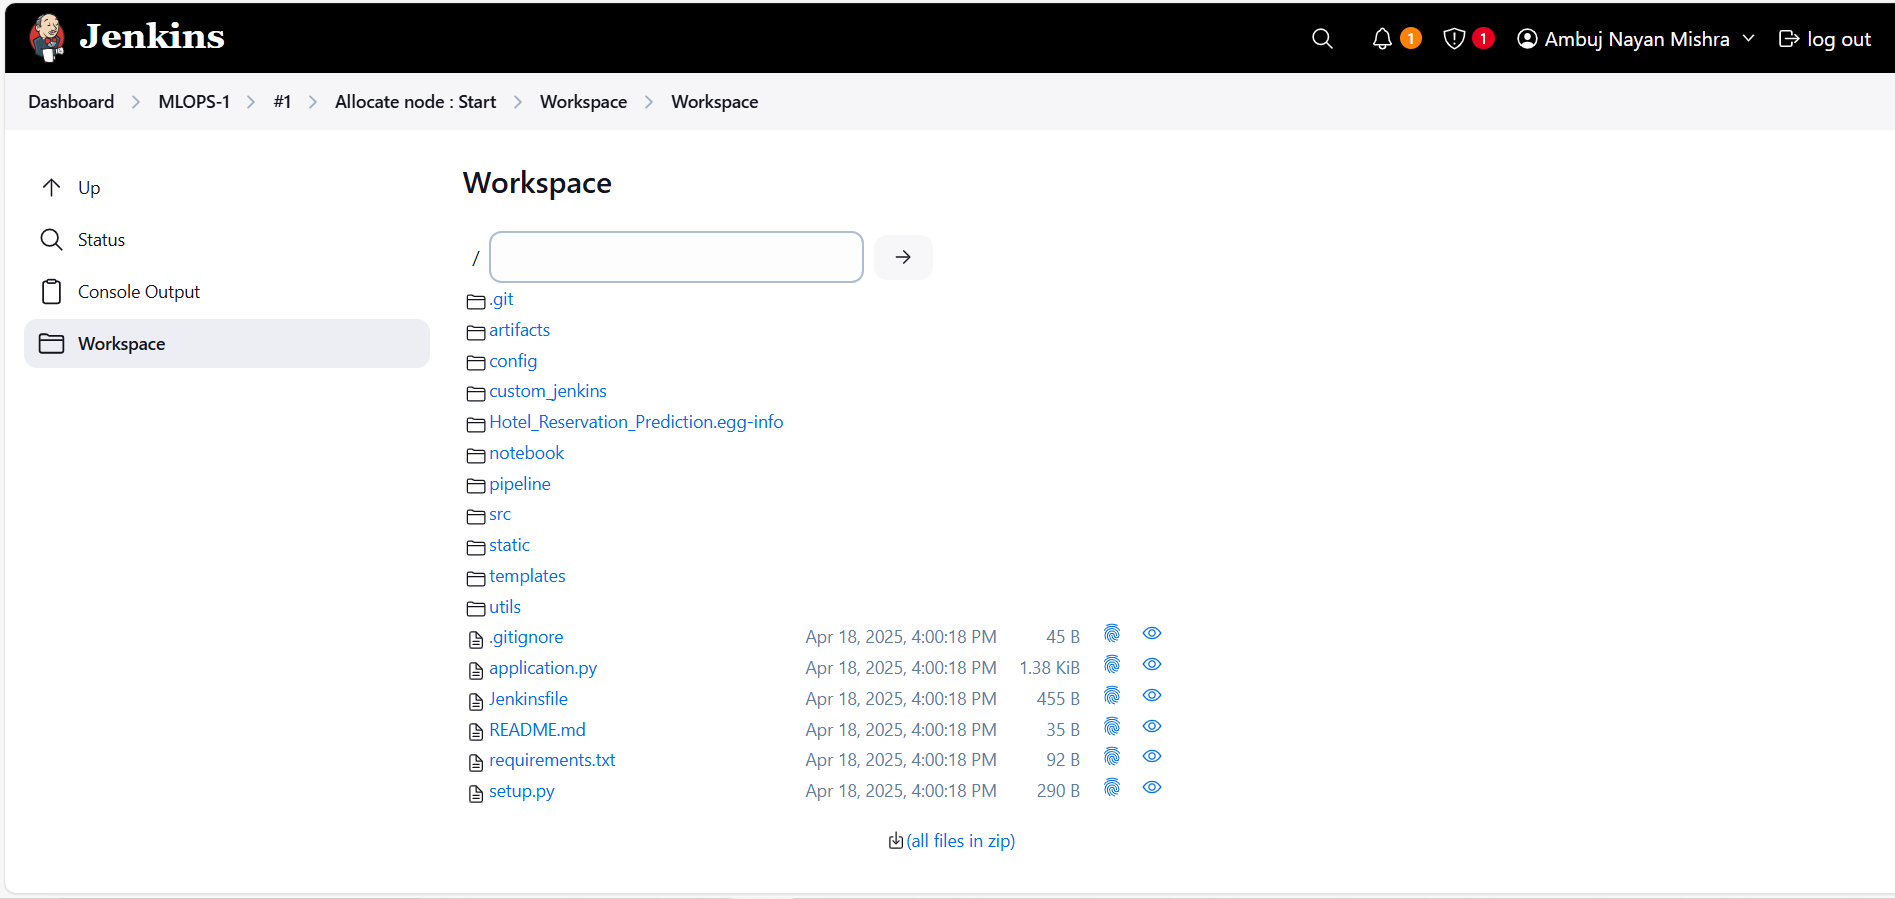 Jenkins
1
1
Ambuj Nayan Mishra
log out
Dashboard > MLOPS-1 > #1 > Allocate node : Start > Workspace > Workspace
Up
Status
Console Output
Workspace
Workspace
/
.git
artifacts
config
custom_jenkins
Hotel_Reservation_Prediction.egg-info
notebook
pipeline
src
static
templates
utils
.gitignore Apr 18, 2025, 4:00:18 PM 45 B
application.py Apr 18, 2025, 4:00:18 PM 1.38 KiB
Jenkinsfile Apr 18, 2025, 4:00:18 PM 455 B
README.md Apr 18, 2025, 4:00:18 PM 35 B
requirements.txt Apr 18, 2025, 4:00:18 PM 92 B
setup.py Apr 18, 2025, 4:00:18 PM 290 B
(all files in zip)